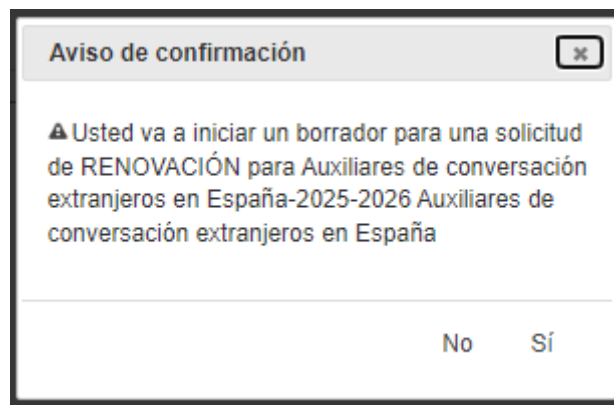 Aviso de confirmación
Usted va a iniciar un borrador para una solicitud
de RENOVACIÓN para Auxiliares de conversación
extranjeros en España-2025-2026 Auxiliares de
conversación extranjeros en España
No Sí